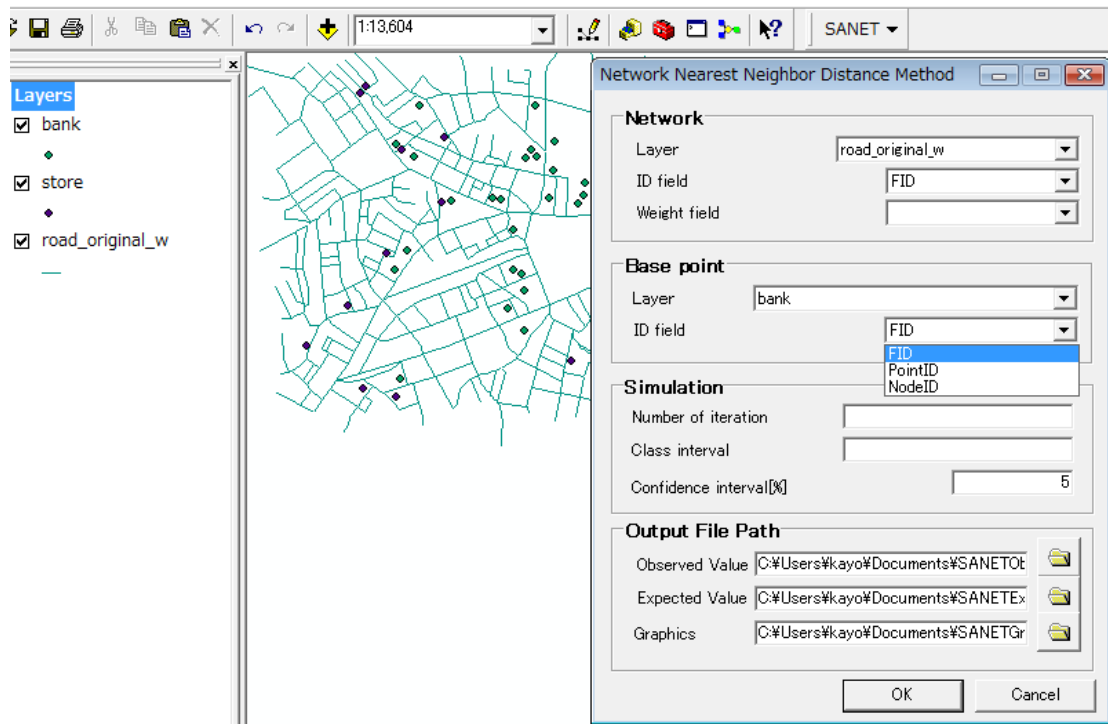 1:13,604
SANET
Layers
bank
store
road_original_w
Network Nearest Neighbor Distance Method
Network
Layer road_original_w
ID field FID
Weight field
Base point
Layer bank
ID field FID
FID
PointID
NodeID
Simulation
Number of iteration
Class interval
Confidence interval[%] 5
Output File Path
Observed Value C:¥Users¥kayo¥Documents¥SANETOb
Expected Value C:¥Users¥kayo¥Documents¥SANETEx
Graphics C:¥Users¥kayo¥Documents¥SANETGr
OK Cancel